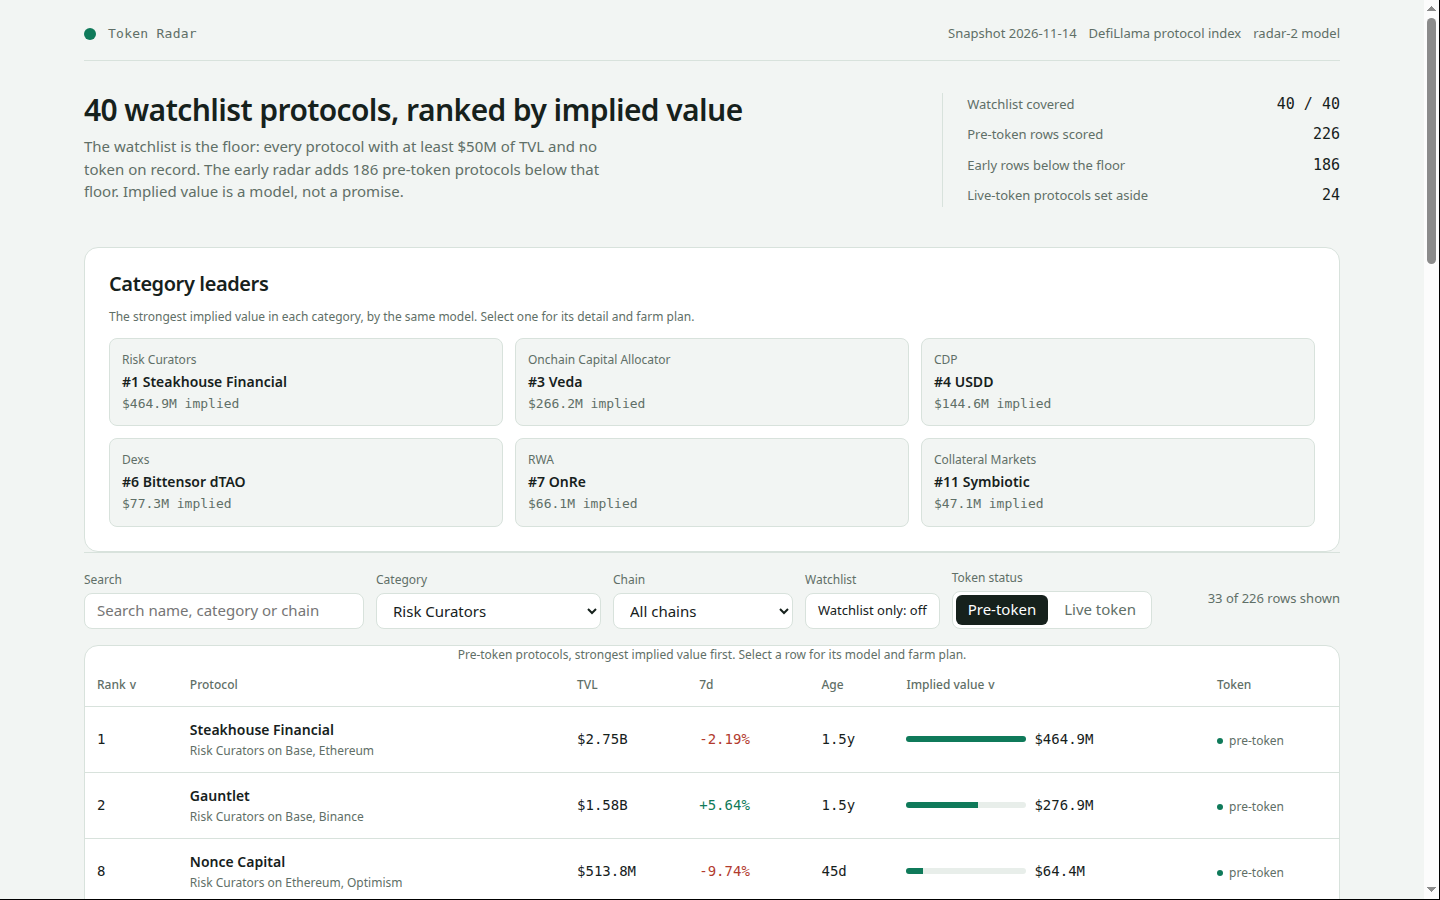 Token Radar
Snapshot 2026-11-14 DefiLlama protocol index radar-2 model
40 watchlist protocols, ranked by implied value
The watchlist is the floor: every protocol with at least $50M of TVL and no
token on record. The early radar adds 186 pre-token protocols below that
floor. Implied value is a model, not a promise.
Watchlist covered 40 / 40
Pre-token rows scored 226
Early rows below the floor 186
Live-token protocols set aside 24
Category leaders
The strongest implied value in each category, by the same model. Select one for its detail and farm plan.
Risk Curators
#1 Steakhouse Financial
$464.9M implied
Onchain Capital Allocator
#3 Veda
$266.2M implied
CDP
#4 USDD
$144.6M implied
Dexs
#6 Bittensor dTAO
$77.3M implied
RWA
#7 OnRe
$66.1M implied
Collateral Markets
#11 Symbiotic
$47.1M implied
Search
Search name, category or chain
Category
Risk Curators
Chain
All chains
Watchlist
Watchlist only: off
Token status
Pre-token Live token
33 of 226 rows shown
Pre-token protocols, strongest implied value first. Select a row for its model and farm plan.
Rank v Protocol TVL 7d Age Implied value v Token
1 Steakhouse Financial $2.75B -2.19% 1.5y $464.9M pre-token
Risk Curators on Base, Ethereum
2 Gauntlet $1.58B +5.64% 1.5y $276.9M pre-token
Risk Curators on Base, Binance
8 Nonce Capital $513.8M -9.74% 45d $64.4M pre-token
Risk Curators on Ethereum, Optimism